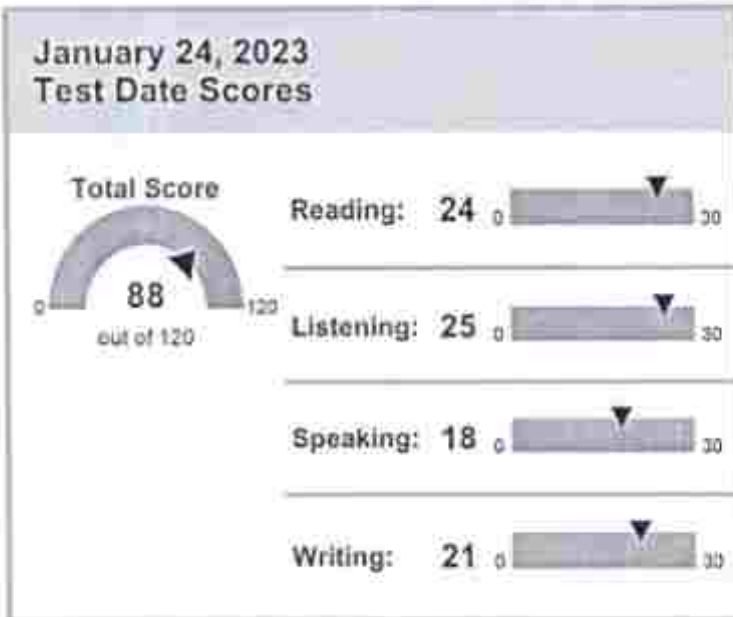 January 24, 2023
Test Date Scores
Total Score
0
88
120
out of 120
Reading: 24 0 30
Listening: 25 0 30
Speaking: 18 0 30
Writing: 21 0 30